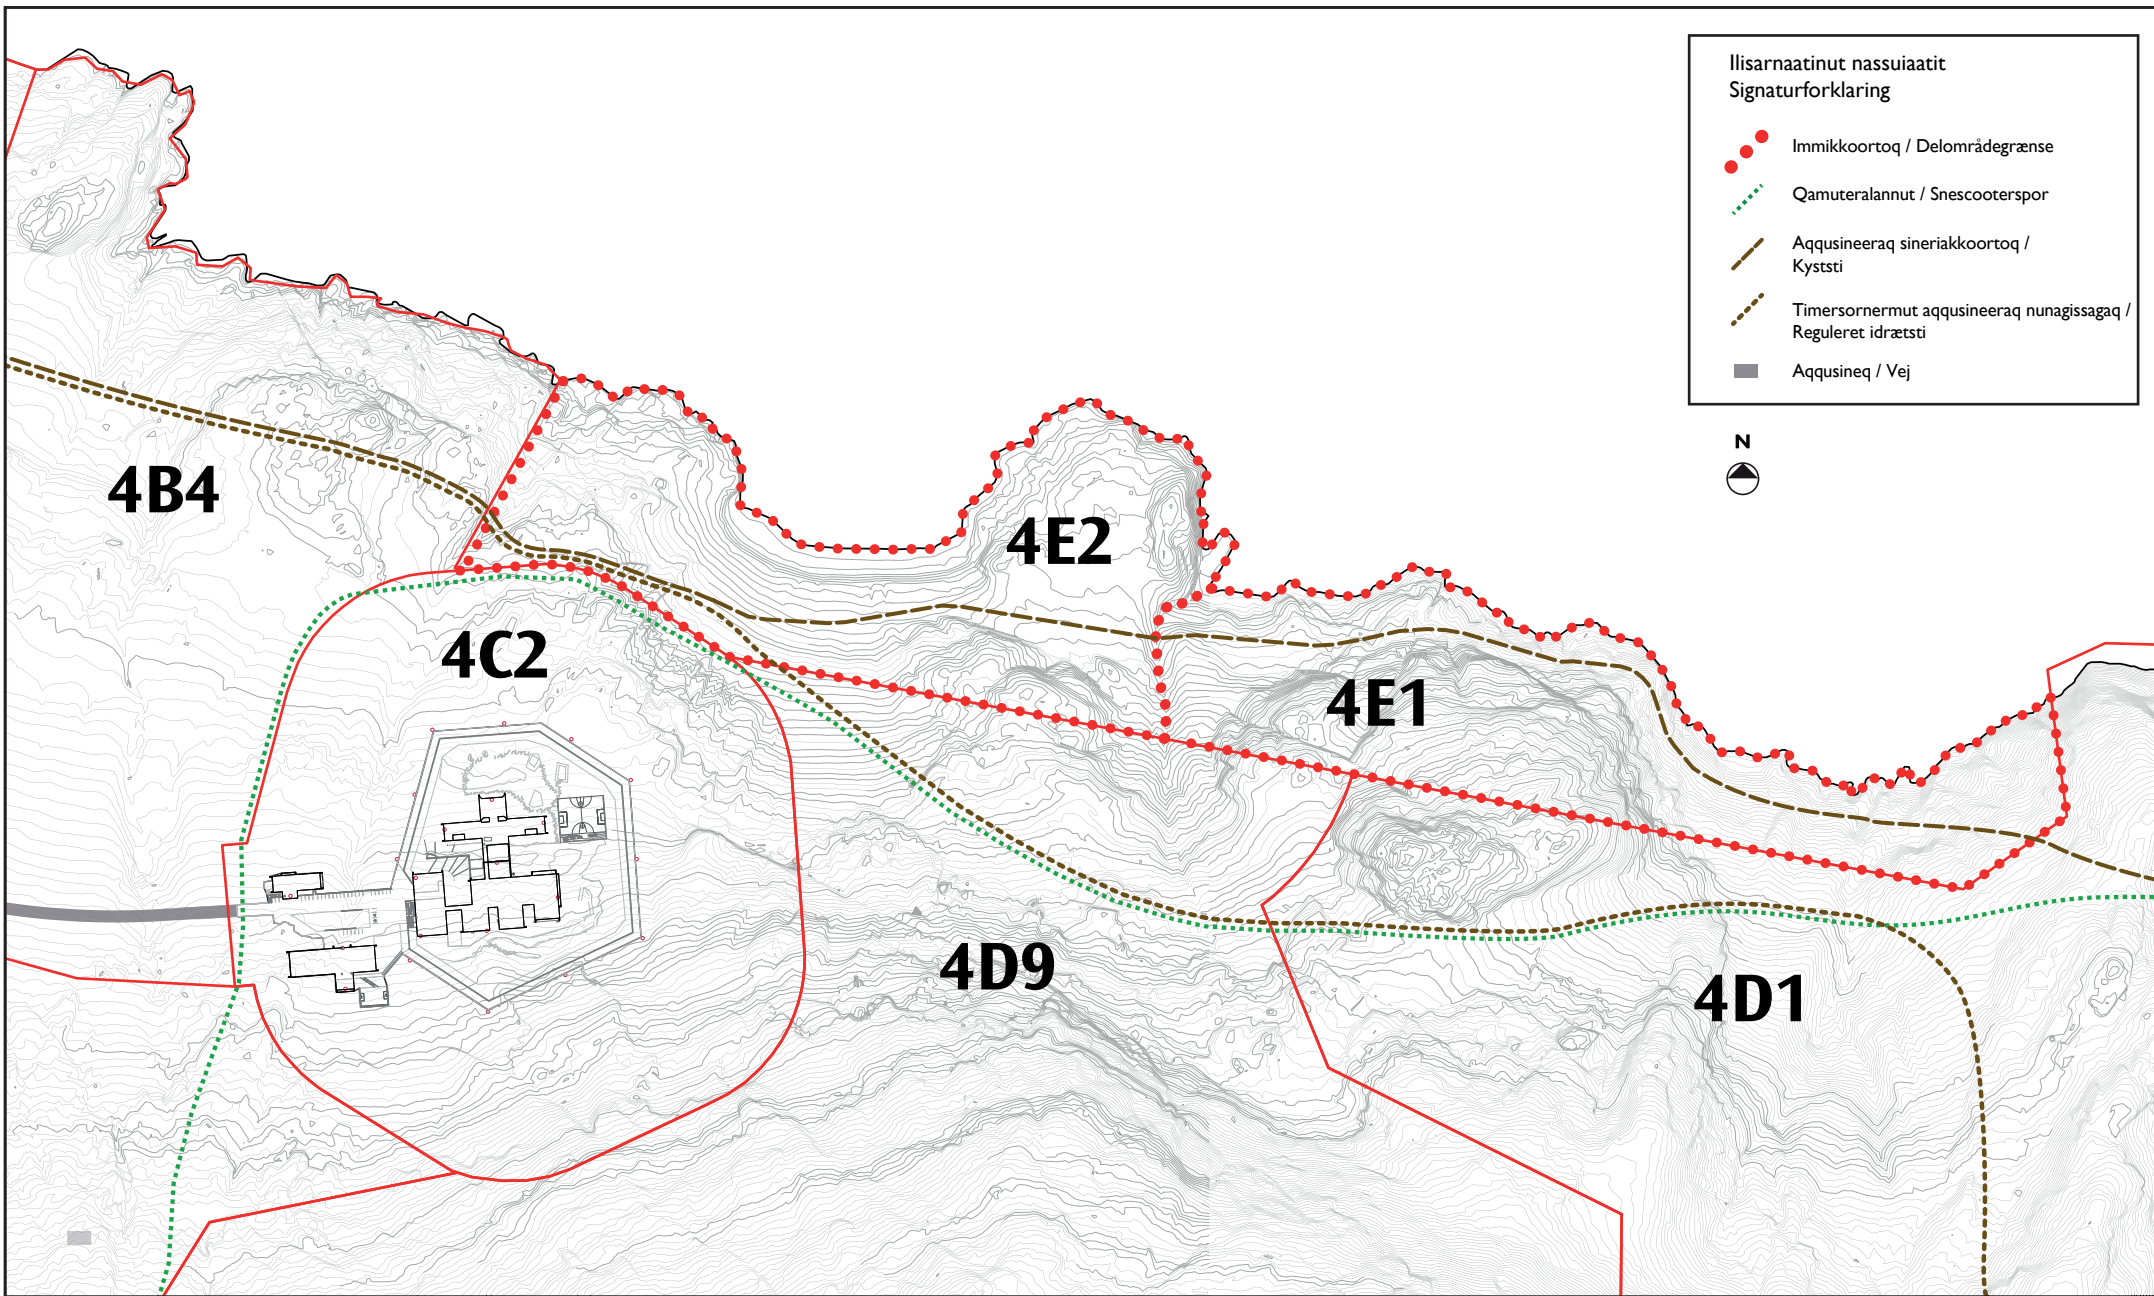 Ilisarnaatinut nassuiaatit
Signaturforklaring
Immikkoortoq / Delområdegrænse
Qamuteralannut / Snescooterspor
Aqqusineeraq sineriakkoortoq /
Kyststi
Timersornermut aqqusineeraq nunagissagaq /
Reguleret idrætsti
Aqqusineq / Vej
N
4B4
4E2
4C2
4E1
4D9
4D1